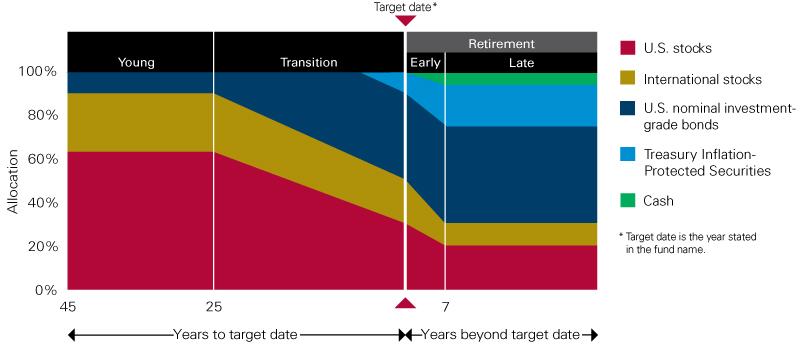 Target date*
Retirement
Young
Transition
Early
Late
100%
80%
60%
40%
20%
0%
Allocation
45
25
7
Years to target date
Years beyond target date
U.S. stocks
International stocks
U.S. nominal investment-
grade bonds
Treasury Inflation-
Protected Securities
Cash
* Target date is the year stated
in the fund name.